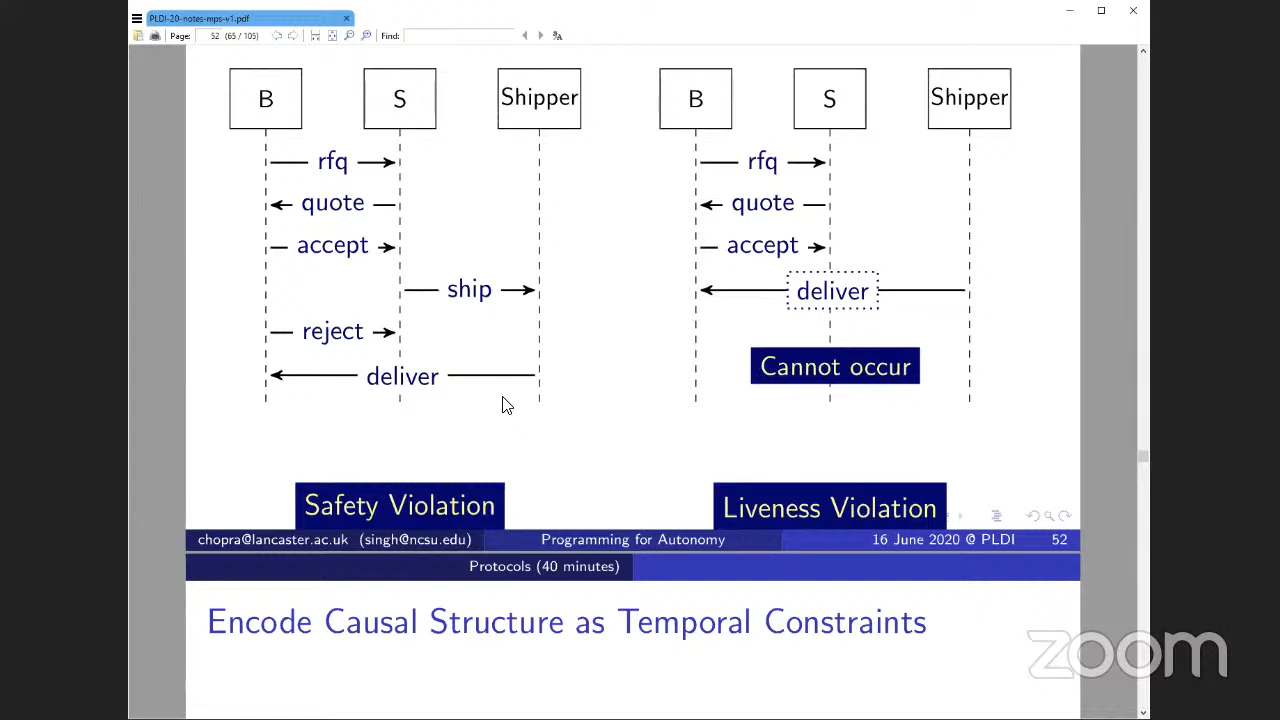 PLDI-20-notes-mps-v1.pdf
Page: 52 (65 / 105) Find:
B S Shipper B S Shipper
rfq rfq
quote quote
accept accept
ship deliver
reject
Cannot occur
deliver
Safety Violation Liveness Violation
chopra@lancaster.ac.uk (singh@ncsu.edu) Programming for Autonomy 16 June 2020 @ PLDI 52
Protocols (40 minutes)
Encode Causal Structure as Temporal Constraints
zoom